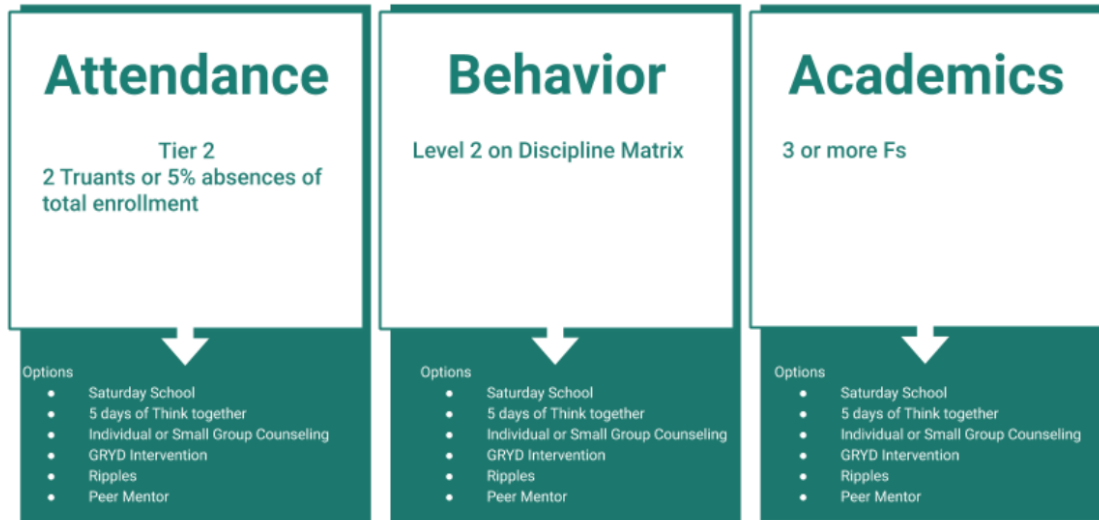 Attendance
Tier 2
2 Truants or 5% absences of
total enrollment
Options
● Saturday School
● 5 days of Think together
● Individual or Small Group Counseling
● GRYD Intervention
● Ripples
● Peer Mentor
Behavior
Level 2 on Discipline Matrix
Options
● Saturday School
● 5 days of Think together
● Individual or Small Group Counseling
● GRYD Intervention
● Ripples
● Peer Mentor
Academics
3 or more Fs
Options
● Saturday School
● 5 days of Think together
● Individual or Small Group Counseling
● GRYD Intervention
● Ripples
● Peer Mentor